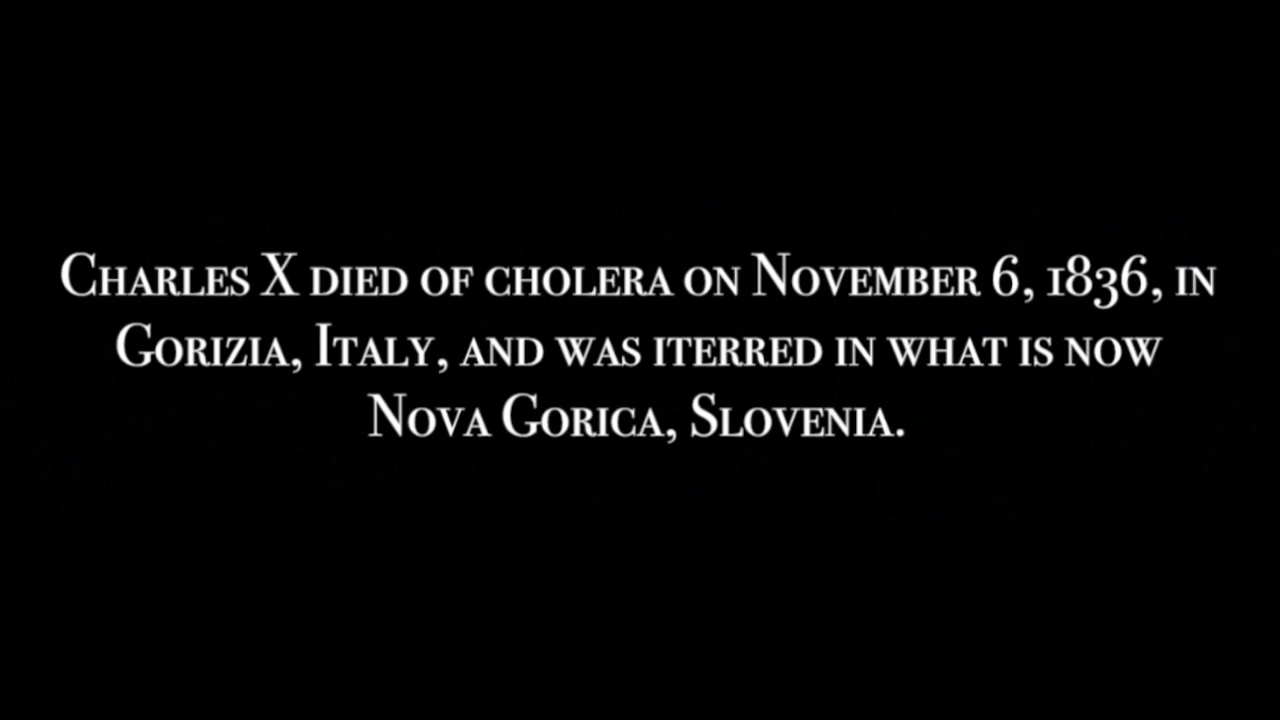 Charles X died of cholera on November 6, 1836, in
Gorizia, Italy, and was iterred in what is now
Nova Gorica, Slovenia.